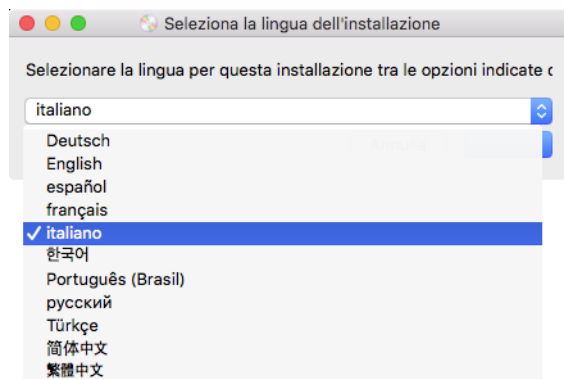 Seleziona la lingua dell'installazione
Selezionare la lingua per questa installazione tra le opzioni indicate
italiano
Deutsch
English
español
français
✓ italiano
한국어
Português (Brasil)
русский
Türkçe
简体中文
繁體中文